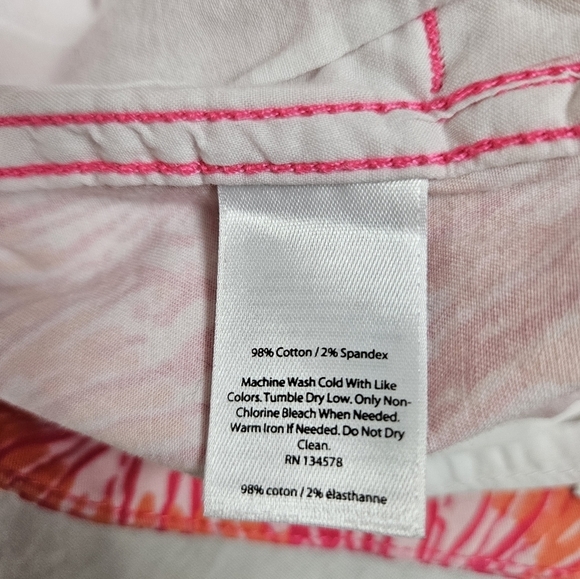 98% Cotton / 2% Spandex
Machine Wash Cold With Like
Colors. Tumble Dry Low. Only Non-
Chlorine Bleach When Needed.
Warm Iron If Needed. Do Not Dry
Clean.
RN 134578
98% coton / 2% élasthanne